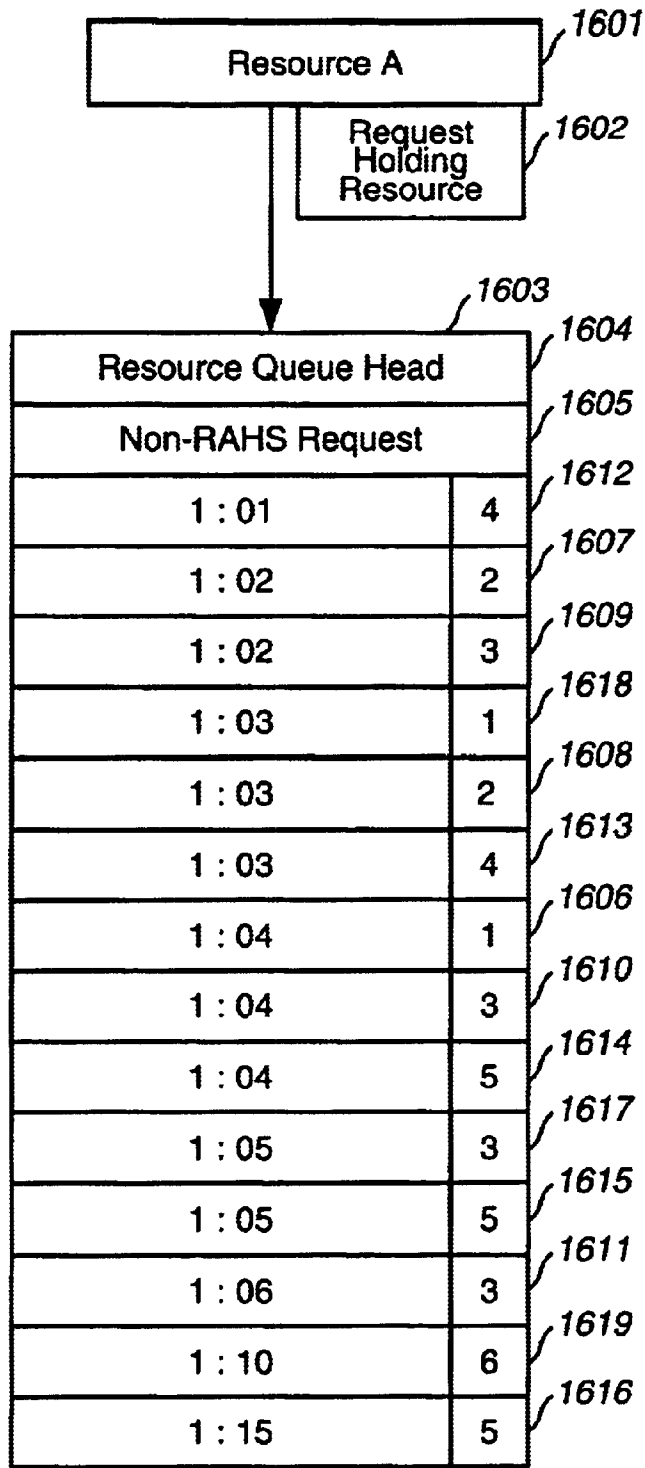 1601
Resource A
1602
Request
Holding
Resource
1603
1604
Resource Queue Head
1605
Non-RAHS Request
1612
1 : 01 4
1607
1 : 02 2
1609
1 : 02 3
1618
1 : 03 1
1608
1 : 03 2
1613
1 : 03 4
1606
1 : 04 1
1610
1 : 04 3
1614
1 : 04 5
1617
1 : 05 3
1615
1 : 05 5
1611
1 : 06 3
1619
1 : 10 6
1616
1 : 15 5